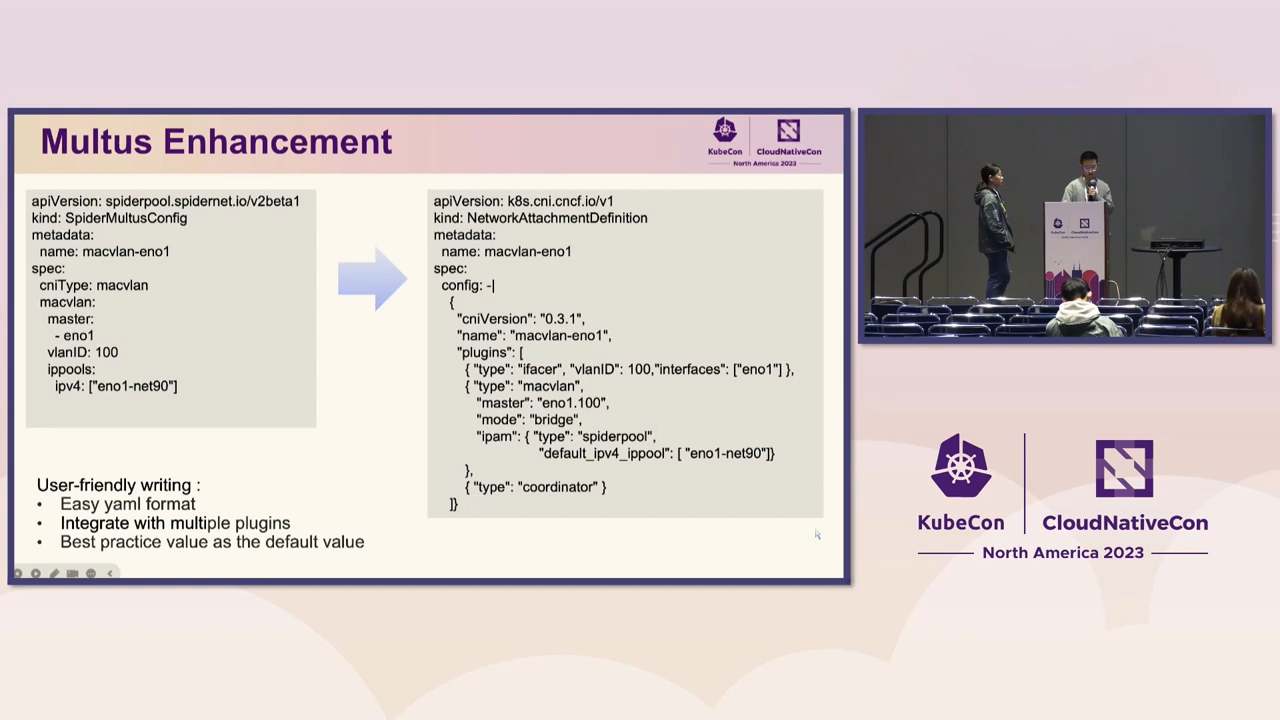 Multus Enhancement
KubeCon
CloudNativeCon
North America 2023
apiVersion: spiderpool.spidernet.io/v2beta1
kind: SpiderMultusConfig
metadata:
name: macvlan-eno1
spec:
cniType: macvlan
macvlan:
master:
- eno1
vlanID: 100
ippools:
ipv4: ["eno1-net90"]
apiVersion: k8s.cni.cncf.io/v1
kind: NetworkAttachmentDefinition
metadata:
name: macvlan-eno1
spec:
config: -|
{
"cniVersion": "0.3.1",
"name": "macvlan-eno1",
"plugins": [
{ "type": "ifacer", "vlanID": 100,"interfaces": ["eno1"] },
{ "type": "macvlan",
"master": "eno1.100",
"mode": "bridge",
"ipam": { "type": "spiderpool",
"default_ipv4_ippool": [ "eno1-net90"]}
},
{ "type": "coordinator" }
]}
User-friendly writing :
• Easy yaml format
• Integrate with multiple plugins
• Best practice value as the default value
KubeCon
CloudNativeCon
North America 2023